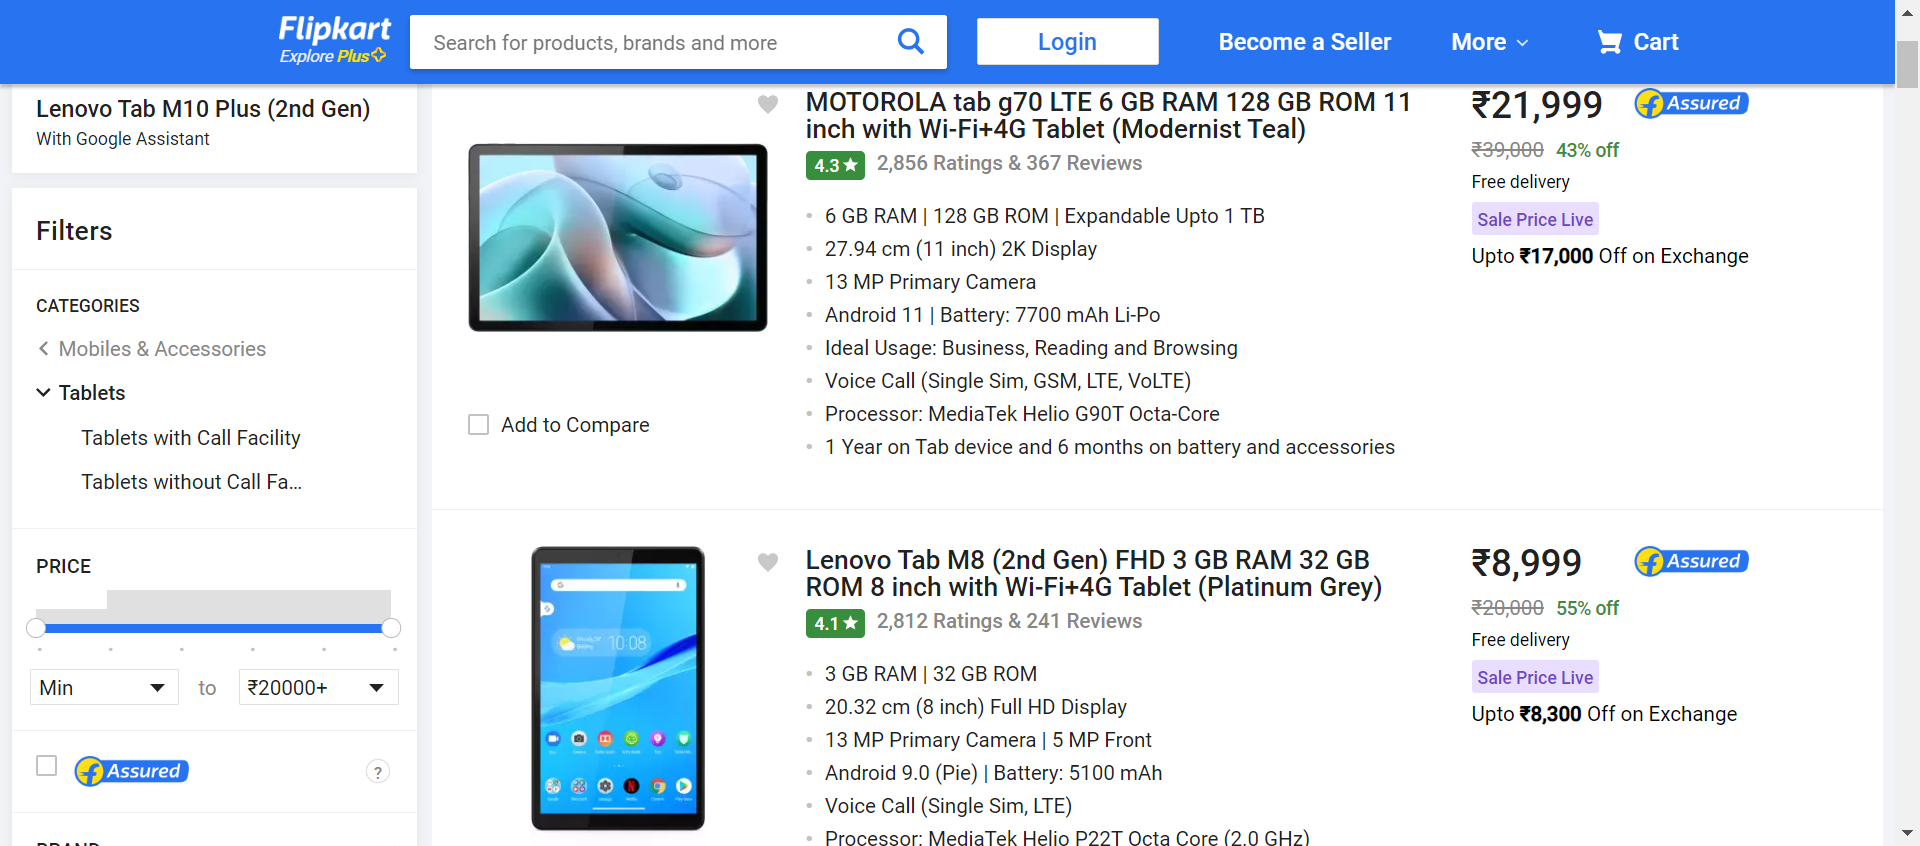 Flipkart
Explore Plus
Search for products, brands and more
Login
Become a Seller
More
Cart
Lenovo Tab M10 Plus (2nd Gen)
With Google Assistant
Filters
CATEGORIES
Mobiles & Accessories
Tablets
Tablets with Call Facility
Tablets without Call Fa...
PRICE
Min
to
₹20000+
Assured
?
MOTOROLA tab g70 LTE 6 GB RAM 128 GB ROM 11
inch with Wi-Fi+4G Tablet (Modernist Teal)
4.3★ 2,856 Ratings & 367 Reviews
6 GB RAM | 128 GB ROM | Expandable Upto 1 TB
27.94 cm (11 inch) 2K Display
13 MP Primary Camera
Android 11 | Battery: 7700 mAh Li-Po
Ideal Usage: Business, Reading and Browsing
Voice Call (Single Sim, GSM, LTE, VoLTE)
Processor: MediaTek Helio G90T Octa-Core
1 Year on Tab device and 6 months on battery and accessories
Add to Compare
₹21,999
Assured
₹39,000 43% off
Free delivery
Sale Price Live
Upto ₹17,000 Off on Exchange
10:08
Lenovo Tab M8 (2nd Gen) FHD 3 GB RAM 32 GB
ROM 8 inch with Wi-Fi+4G Tablet (Platinum Grey)
4.1★ 2,812 Ratings & 241 Reviews
3 GB RAM | 32 GB ROM
20.32 cm (8 inch) Full HD Display
13 MP Primary Camera | 5 MP Front
Android 9.0 (Pie) | Battery: 5100 mAh
Voice Call (Single Sim, LTE)
Processor: MediaTek Helio P22T Octa Core (2.0 GHz)
₹8,999
Assured
₹20,000 55% off
Free delivery
Sale Price Live
Upto ₹8,300 Off on Exchange